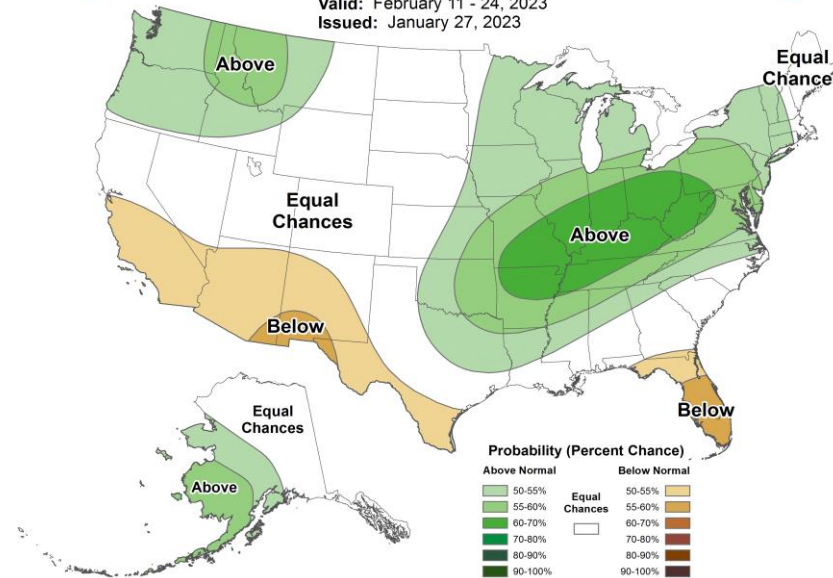 Valid: February 11 - 24, 2023
Issued: January 27, 2023
Above
Equal
Chance
Equal
Chances
Above
Below
Below
Equal
Chances
Above
Probability (Percent Chance)
Above Normal
Below Normal
50-55%
55-60%
60-70%
70-80%
80-90%
90-100%
Equal
Chances
50-55%
55-60%
60-70%
70-80%
80-90%
90-100%